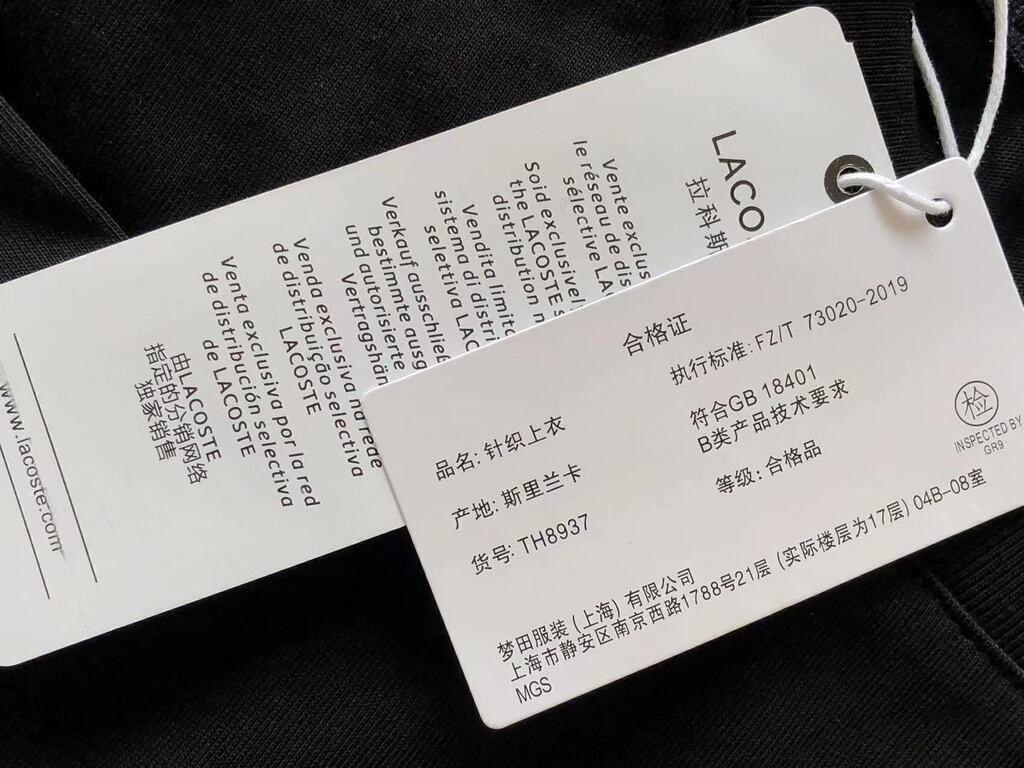 LACO
拉科斯
Vente exclus
le réseau de dis
sélective LAC
Soid exclusivel
the LACOSTE s
distribution n
Vendita limita
sistema di distri
selettiva LAC
Verkauf ausschließ
bestimmte ausg
und autorisierte
Vertragshän
Venda exclusiva na rede
de distribuição selectiva
LACOSTE
Venta exclusiva por la red
de distribución selectiva
de LACOSTE
由LACOSTE
指定的分销网络
独家销售
www.lacoste.com
合格证
执行标准: FZ/T 73020-2019
品名: 针织上衣
符合GB 18401
B类产品技术要求
产地: 斯里兰卡
等级: 合格品
货号: TH8937
检
INSPECTED BY
GR9
梦田服装 (上海) 有限公司
上海市静安区南京西路1788号21层 (实际楼层为17层) 04B-08室
MGS